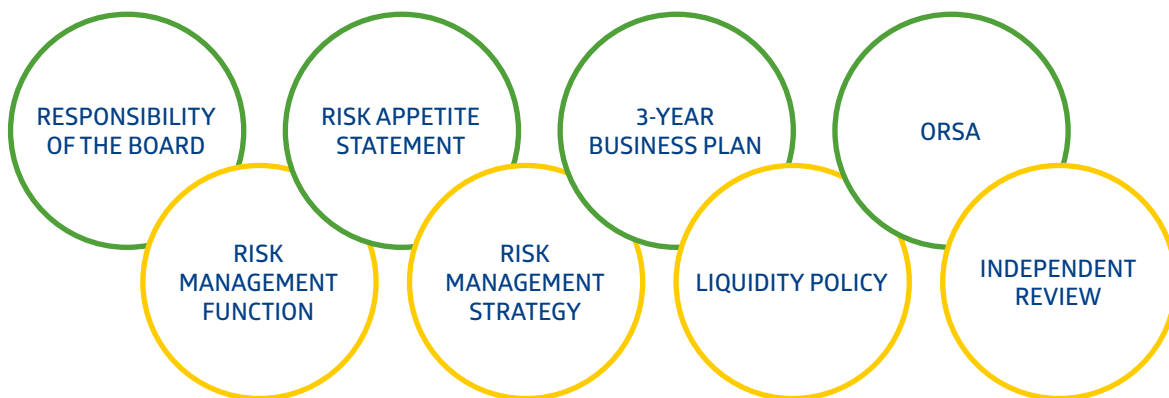 RESPONSIBILITY
OF THE BOARD
RISK APPETITE
STATEMENT
3-YEAR
BUSINESS PLAN
ORSA
RISK
MANAGEMENT
FUNCTION
RISK
MANAGEMENT
STRATEGY
LIQUIDITY POLICY
INDEPENDENT
REVIEW